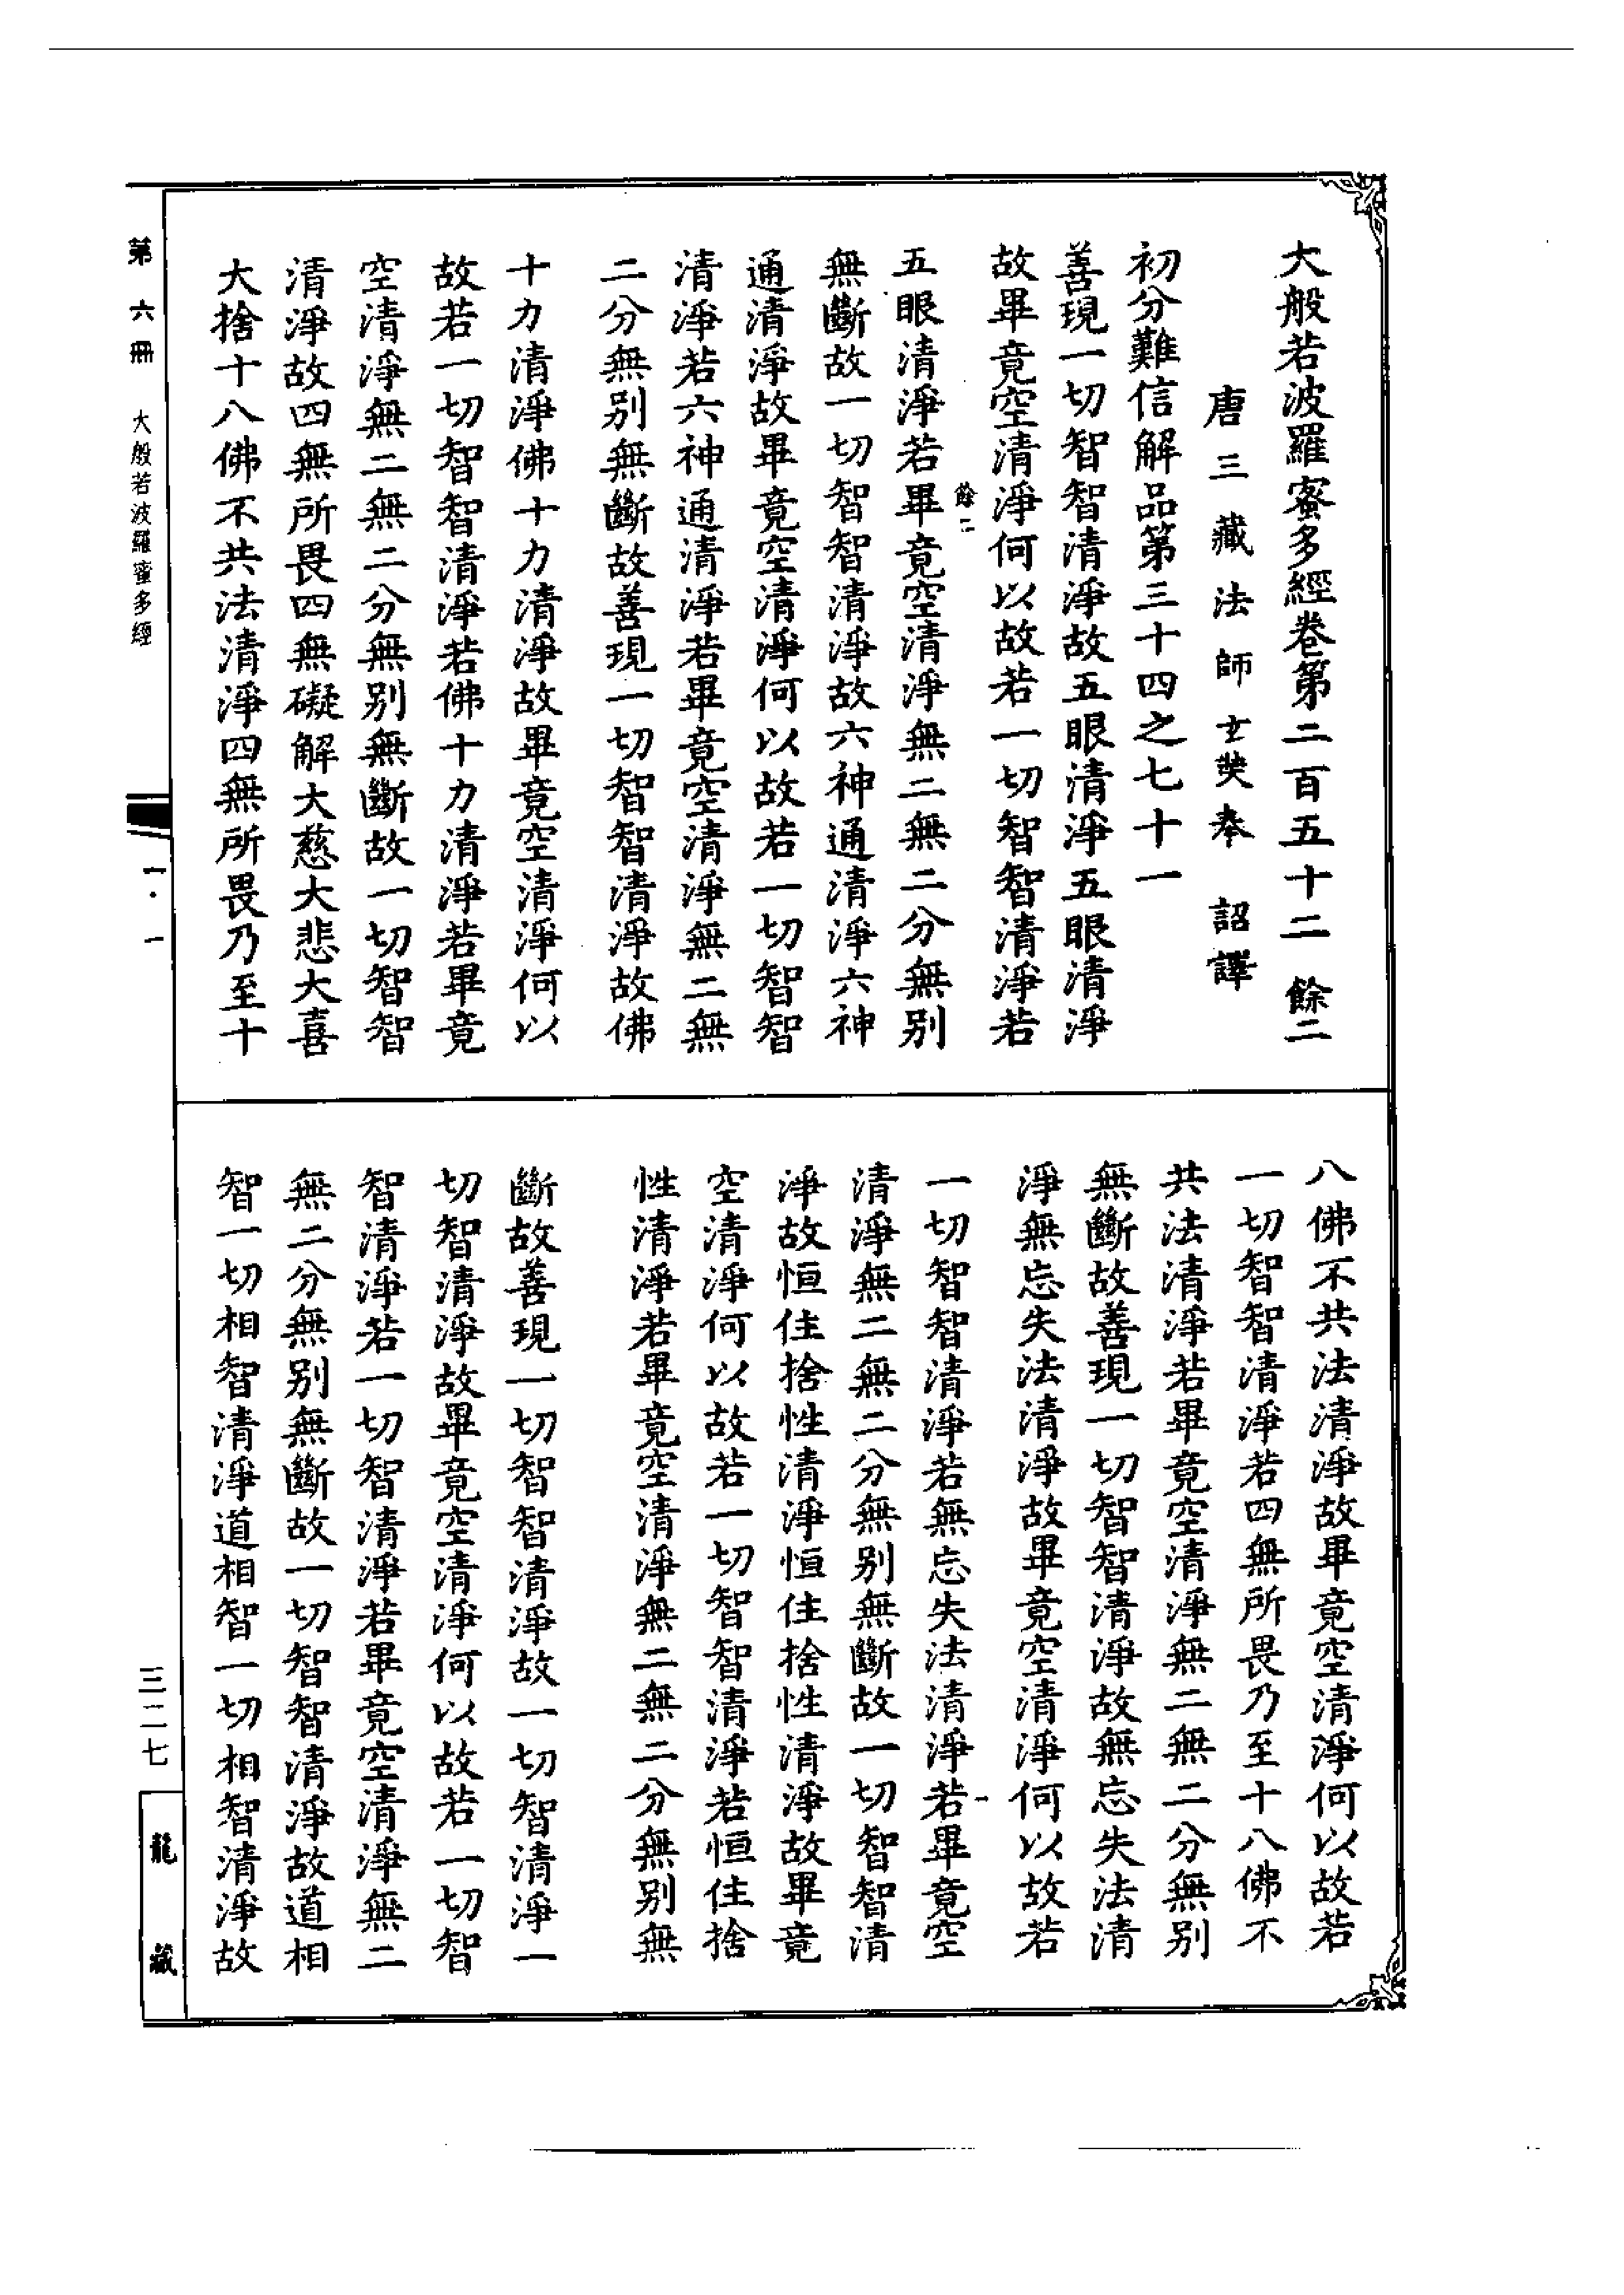 大般若波羅蜜多經卷第二百五十二　餘二
唐三藏法師玄奘奉　詔譯
初分難信解品第三十四之七十一
善現一切智智清淨故五眼清淨五眼清淨
故畢竟空清淨何以故若一切智智清淨若
餘二
五眼清淨若畢竟空清淨無二無二分無別
無斷故一切智智清淨故六神通清淨六神
通清淨故畢竟空清淨何以故若一切智智
清淨若六神通清淨若畢竟空清淨無二無
二分無別無斷故善現一切智智清淨故佛
十力清淨佛十力清淨故畢竟空清淨何以
故若一切智智清淨若佛十力清淨若畢竟
空清淨無二無二分無別無斷故一切智智
清淨故四無所畏四無礙解大慈大悲大喜
大捨十八佛不共法清淨四無所畏乃至十
八佛不共法清淨故畢竟空清淨何以故若
一切智智清淨若四無所畏乃至十八佛不
共法清淨若畢竟空清淨無二無二分無別
無斷故善現一切智智清淨故無忘失法清
淨無忘失法清淨故畢竟空清淨何以故若
一切智智清淨若無忘失法清淨若畢竟空
清淨無二無二分無別無斷故一切智智清
淨故恒住捨性清淨恒住捨性清淨故畢竟
空清淨何以故若一切智智清淨若恒住捨
性清淨若畢竟空清淨無二無二分無別無
斷故善現一切智智清淨故一切智清淨一
切智清淨故畢竟空清淨何以故若一切智
智清淨若一切智清淨若畢竟空清淨無二
無二分無別無斷故一切智智清淨故道相
智一切相智清淨道相智一切相智清淨故
第六冊　大般若波羅蜜多經
一·一
三二七
龍藏